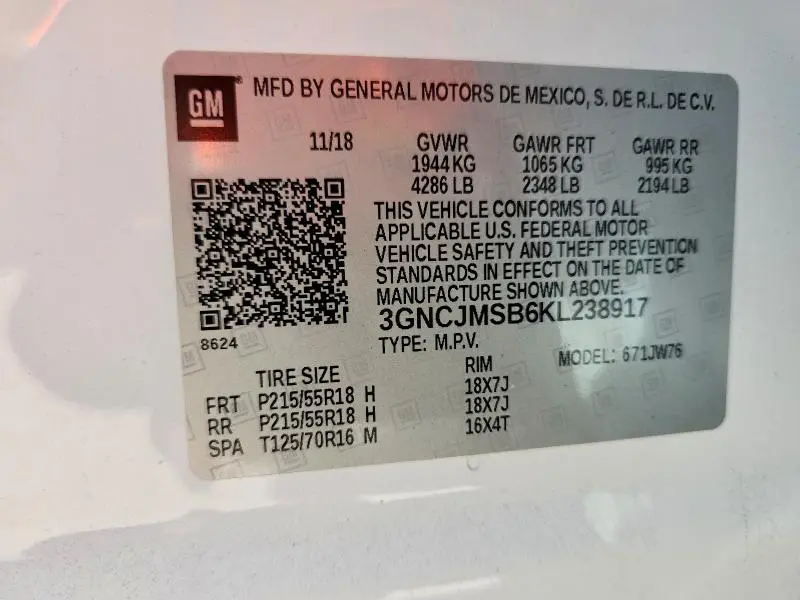 GM® MFD BY GENERAL MOTORS DE MEXICO, S. DE R.L. DE C.V.
11/18 GVWR GAWR FRT GAWR RR
1944 KG 1065 KG 995 KG
4286 LB 2348 LB 2194 LB
THIS VEHICLE CONFORMS TO ALL
APPLICABLE U.S. FEDERAL MOTOR
VEHICLE SAFETY AND THEFT PREVENTION
STANDARDS IN EFFECT ON THE DATE OF
MANUFACTURE SHOWN ABOVE.
3GNCJMSB6KL238917
8624
TYPE: M.P.V. MODEL: 671JW76
TIRE SIZE RIM
FRT P215/55R18 H 18X7J
RR P215/55R18 H 18X7J
SPA T125/70R16 M 16X4T